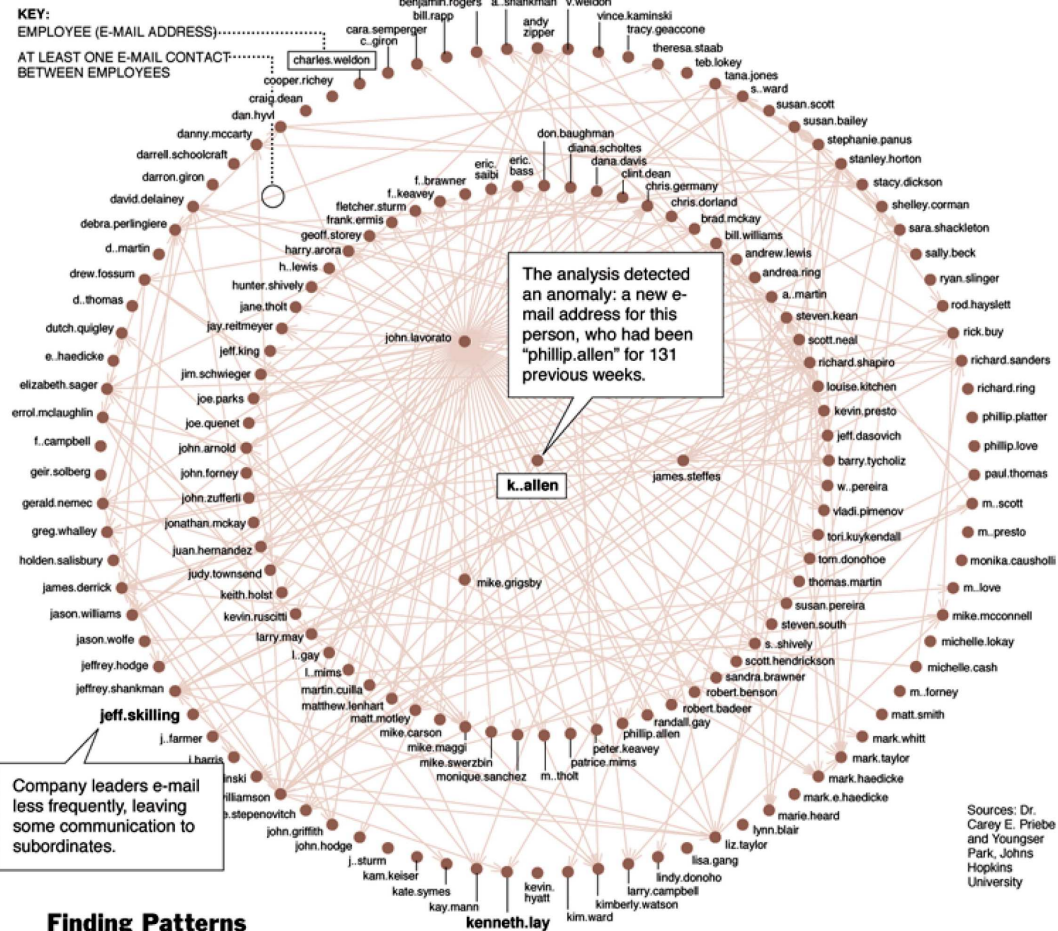 KEY:
EMPLOYEE (E-MAIL ADDRESS)
AT LEAST ONE E-MAIL CONTACT
BETWEEN EMPLOYEES
charles.weldon
cooper.richey
craig.dean
dan.hyvl
danny.mccarty
darrell.schoolcraft
darron.giron
david.delainey
debra.perlingiere
d..martin
drew.fossum
d..thomas
dutch.quigley
e..haedicke
elizabeth.sager
errol.mclaughlin
f..campbell
geir.solberg
gerald.nemec
greg.whalley
holden.salisbury
james.derrick
jason.williams
jason.wolfe
jeffrey.hodge
jeffrey.shankman
jeff.skilling
j..farmer
j.harris
inski
illiamson
e.stepenovitch
john.griffith
john.hodge
j..sturm
kam.keiser
kate.symes
kay.mann
kenneth.lay
kevin.
hyatt
kim.ward
kimberly.watson
larry.campbell
lindy.donoho
lisa.gang
liz.taylor
lynn.blair
marie.heard
mark.e.haedicke
mark.haedicke
mark.taylor
mark.whitt
matt.smith
m..forney
michelle.cash
michelle.lokay
mike.mcconnell
m..love
monika.causholli
m..presto
m..scott
paul.thomas
phillip.love
phillip.platter
richard.ring
richard.sanders
rick.buy
rod.hayslett
ryan.slinger
sally.beck
sara.shackleton
shelley.corman
stacy.dickson
stanley.horton
stephanie.panus
susan.bailey
susan.scott
s..ward
tana.jones
teb.lokey
theresa.staab
tracy.geaccone
vince.kaminski
v.weldon
andy
zipper
a..shankman
benjamin.rogers
bill.rapp
cara.semperger
c..giron
don.baughman
diana.scholtes
dana.davis
clint.dean
chris.germany
chris.dorland
brad.mckay
bill.williams
andrew.lewis
andrea.ring
a..martin
steven.kean
scott.neal
richard.shapiro
louise.kitchen
kevin.presto
jeff.dasovich
barry.tycholiz
w..pereira
vladi.pimenov
tori.kuykendall
tom.donohoe
thomas.martin
susan.pereira
steven.south
s..shively
scott.hendrickson
sandra.brawner
robert.benson
robert.badeer
randall.gay
phillip.allen
peter.keavey
patrice.mims
m..tholt
monique.sanchez
mike.swerzbin
mike.maggi
mike.carson
matt.motley
matthew.lenhart
martin.cuilla
l..mims
l..gay
larry.may
kevin.ruscitti
keith.holst
judy.townsend
juan.hernandez
jonathan.mckay
john.zufferli
john.forney
john.arnold
joe.quenet
joe.parks
jim.schwieger
jeff.king
jay.reitmeyer
jane.tholt
hunter.shively
h..lewis
harry.arora
geoff.storey
frank.ermis
fletcher.sturm
f..keavey
f..brawner
eric.
saibi
eric.
bass
john.lavorato
The analysis detected
an anomaly: a new e-
mail address for this
person, who had been
“phillip.allen” for 131
previous weeks.
k..allen
james.steffes
mike.grigsby
Company leaders e-mail
less frequently, leaving
some communication to
subordinates.
Sources: Dr.
Carey E. Priebe
and Youngser
Park, Johns
Hopkins
University
Finding Patterns